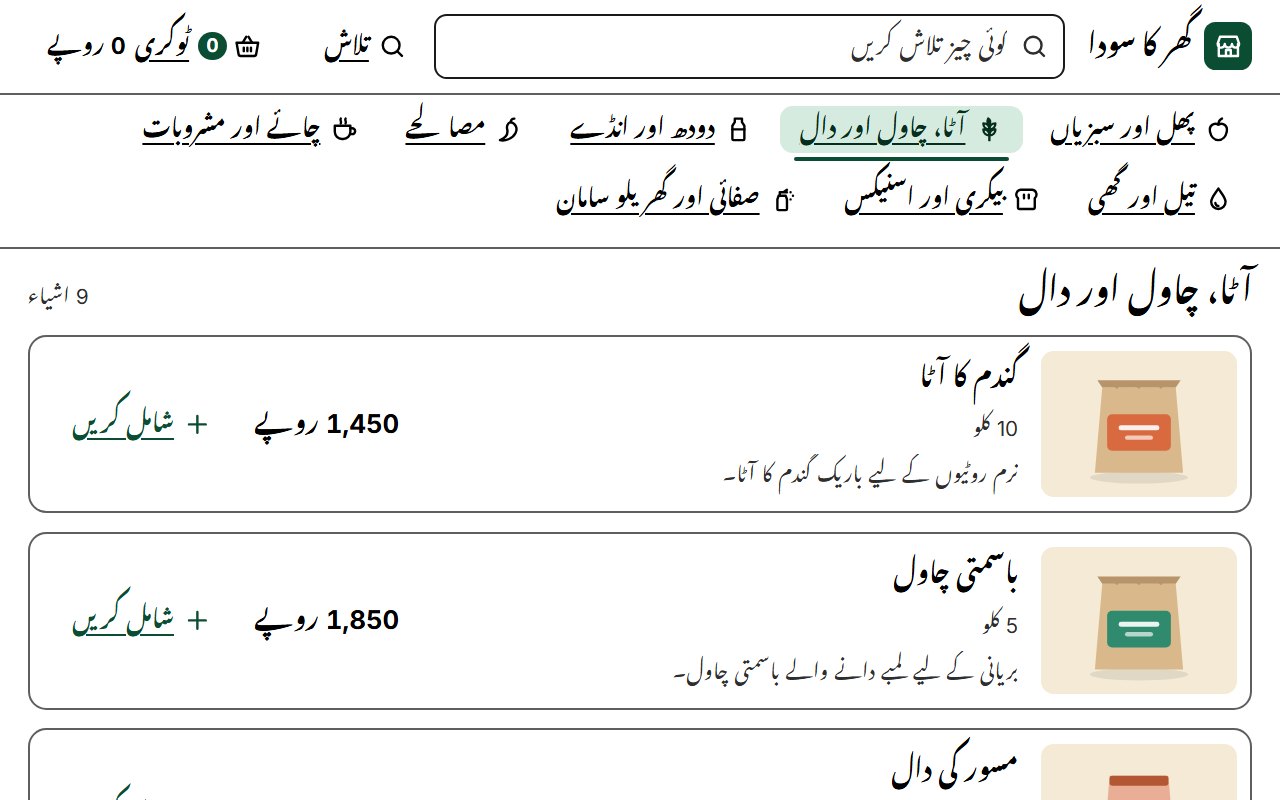 گھر کا سودا
کوئی چیز تلاش کریں
تلاش
ٹوکری 0 0 روپے
پھل اور سبزیاں
آٹا، چاول اور دال
دودھ اور انڈے
مصالحے
چائے اور مشروبات
تیل اور گھی
بیکری اور اسنیکس
صفائی اور گھریلو سامان
آٹا، چاول اور دال
9 اشیاء
گندم کا آٹا
10 کلو
نرم روٹیوں کے لیے باریک گندم کا آٹا۔
1,450 روپے
+ شامل کریں
باسمتی چاول
5 کلو
بریانی کے لیے لمبے دانے والے باسمتی چاول۔
1,850 روپے
+ شامل کریں
مسور کی دال